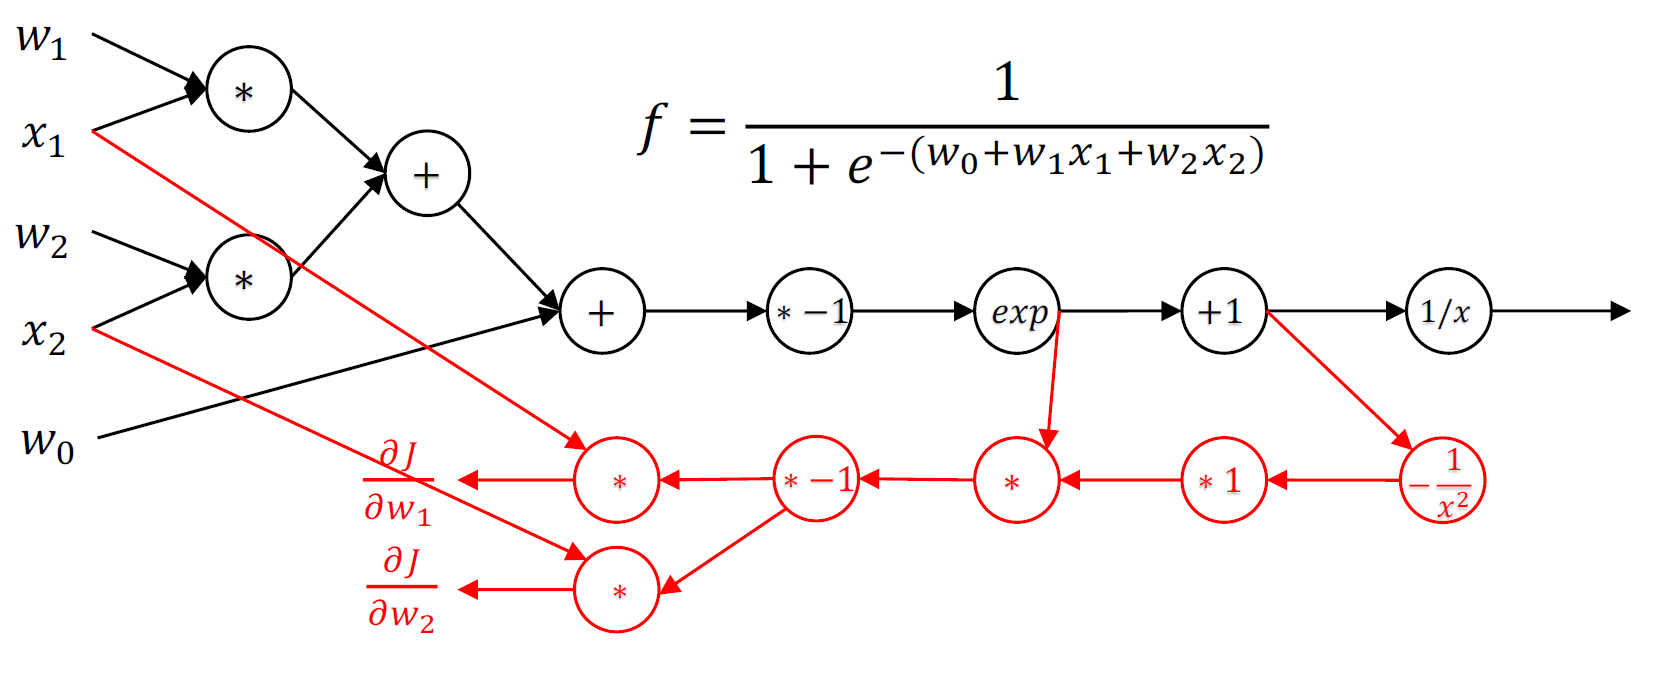 w₁
*
x₁
f = 1 / (1 + e^{-(w₀+w₁x₁+w₂x₂)})
+
w₂
*
x₂
+
* −1
exp
+1
1/x
w₀
∂J/∂w₁
*
* −1
*
* 1
−1/x²
∂J/∂w₂
*